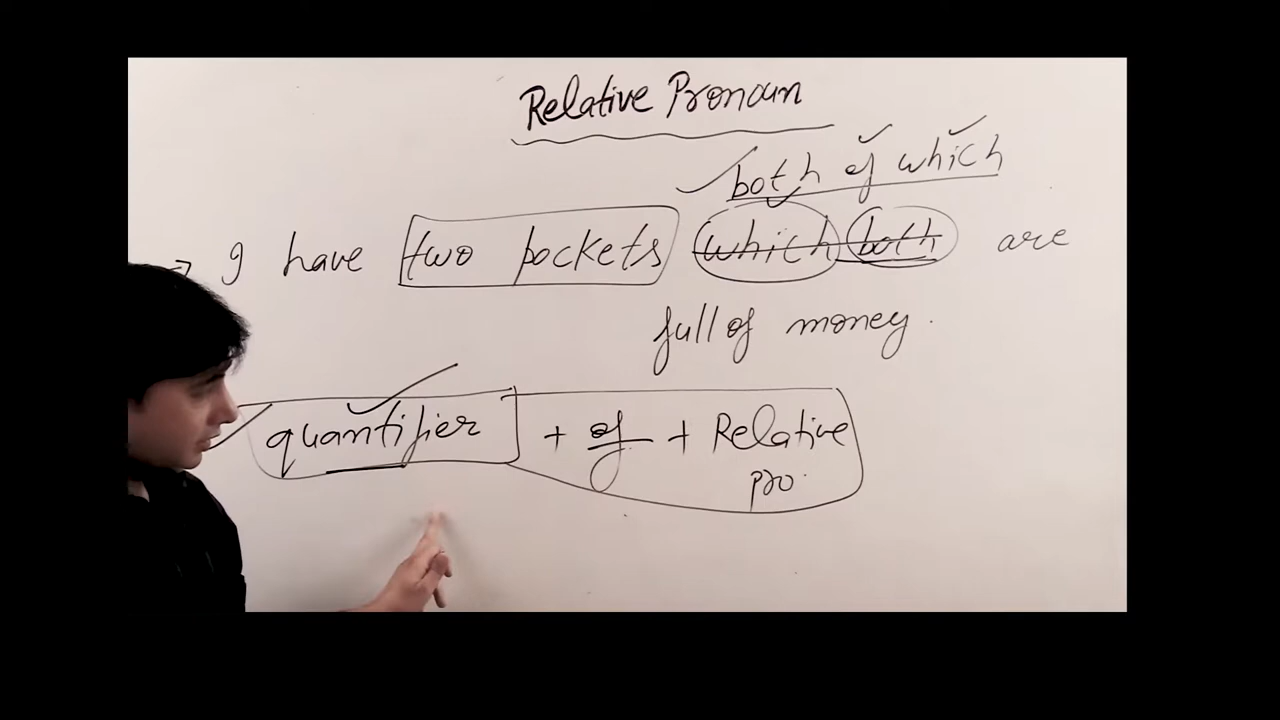 Relative Pronoun
both of which
I have two pockets which both are
full of money.
quantifier + of + Relative
pro.